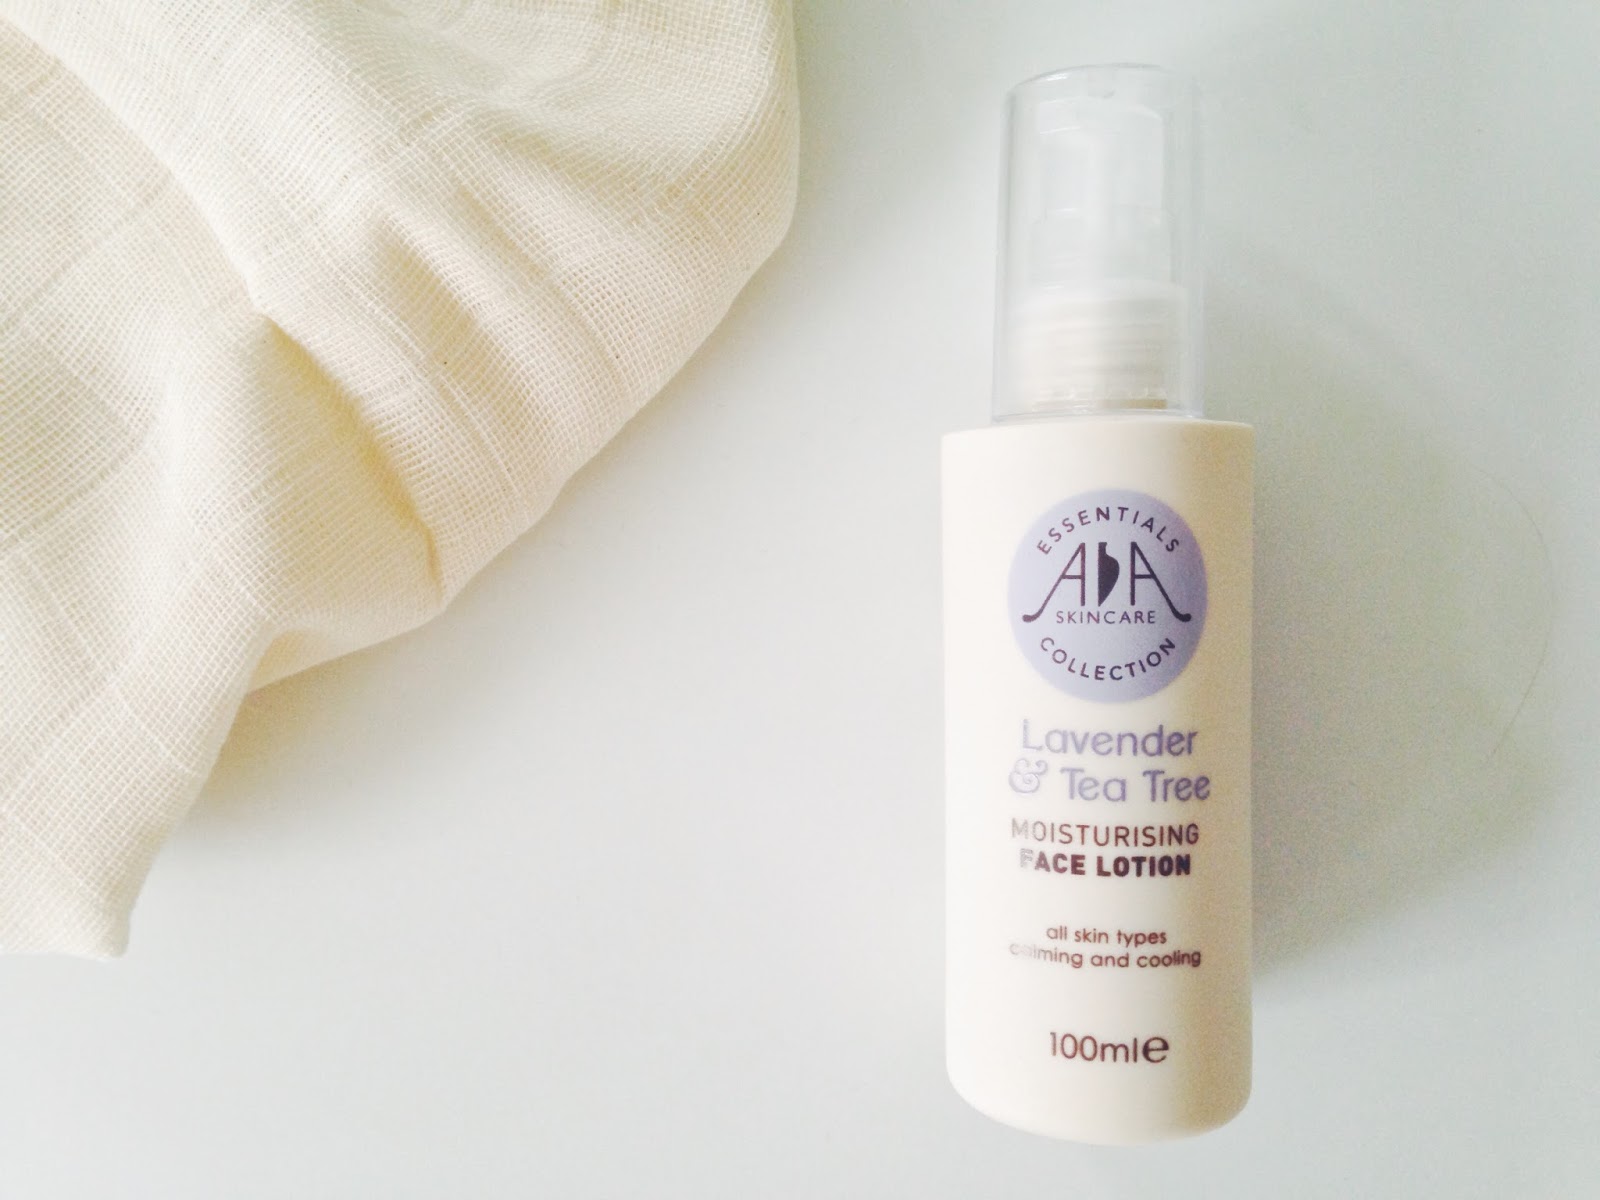 ESSENTIALS
AA
SKINCARE
COLLECTION
Lavender
& Tea Tree
MOISTURISING
FACE LOTION
all skin types
calming and cooling
100ml℮